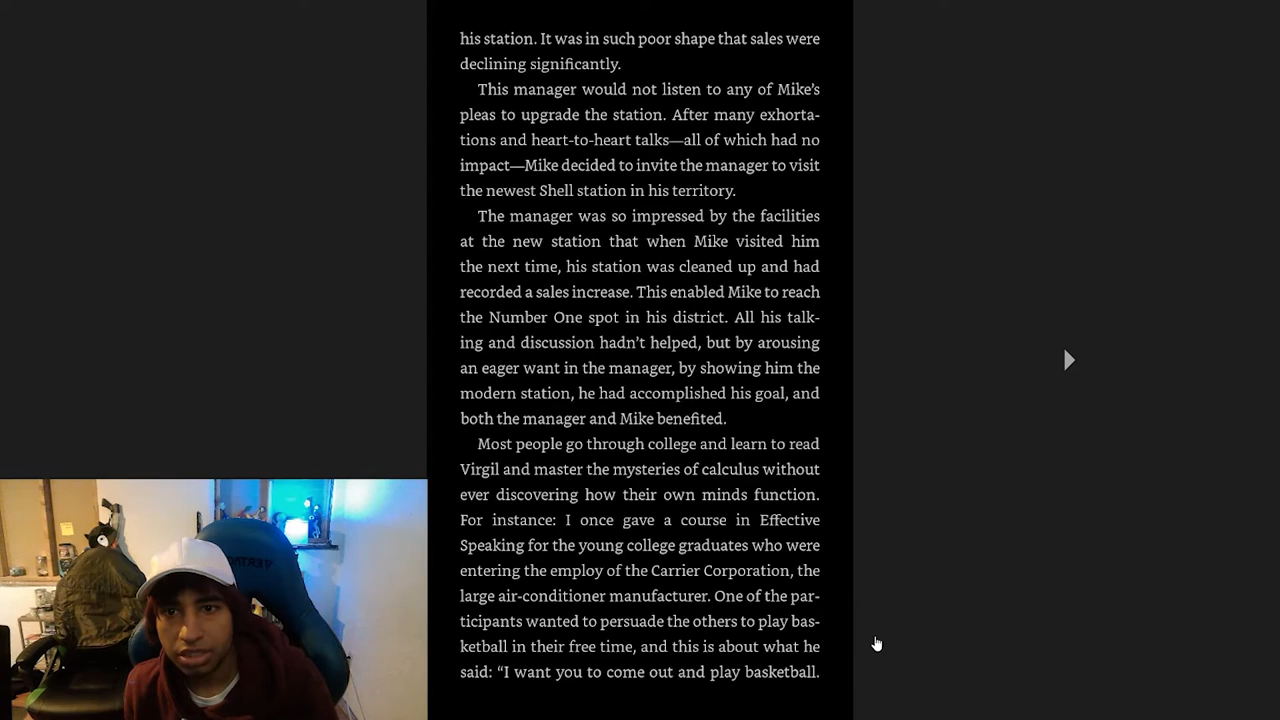 his station. It was in such poor shape that sales were
declining significantly.
This manager would not listen to any of Mike’s
pleas to upgrade the station. After many exhorta-
tions and heart-to-heart talks—all of which had no
impact—Mike decided to invite the manager to visit
the newest Shell station in his territory.
The manager was so impressed by the facilities
at the new station that when Mike visited him
the next time, his station was cleaned up and had
recorded a sales increase. This enabled Mike to reach
the Number One spot in his district. All his talk-
ing and discussion hadn’t helped, but by arousing
an eager want in the manager, by showing him the
modern station, he had accomplished his goal, and
both the manager and Mike benefited.
Most people go through college and learn to read
Virgil and master the mysteries of calculus without
ever discovering how their own minds function.
For instance: I once gave a course in Effective
Speaking for the young college graduates who were
entering the employ of the Carrier Corporation, the
large air-conditioner manufacturer. One of the par-
ticipants wanted to persuade the others to play bas-
ketball in their free time, and this is about what he
said: “I want you to come out and play basketball.